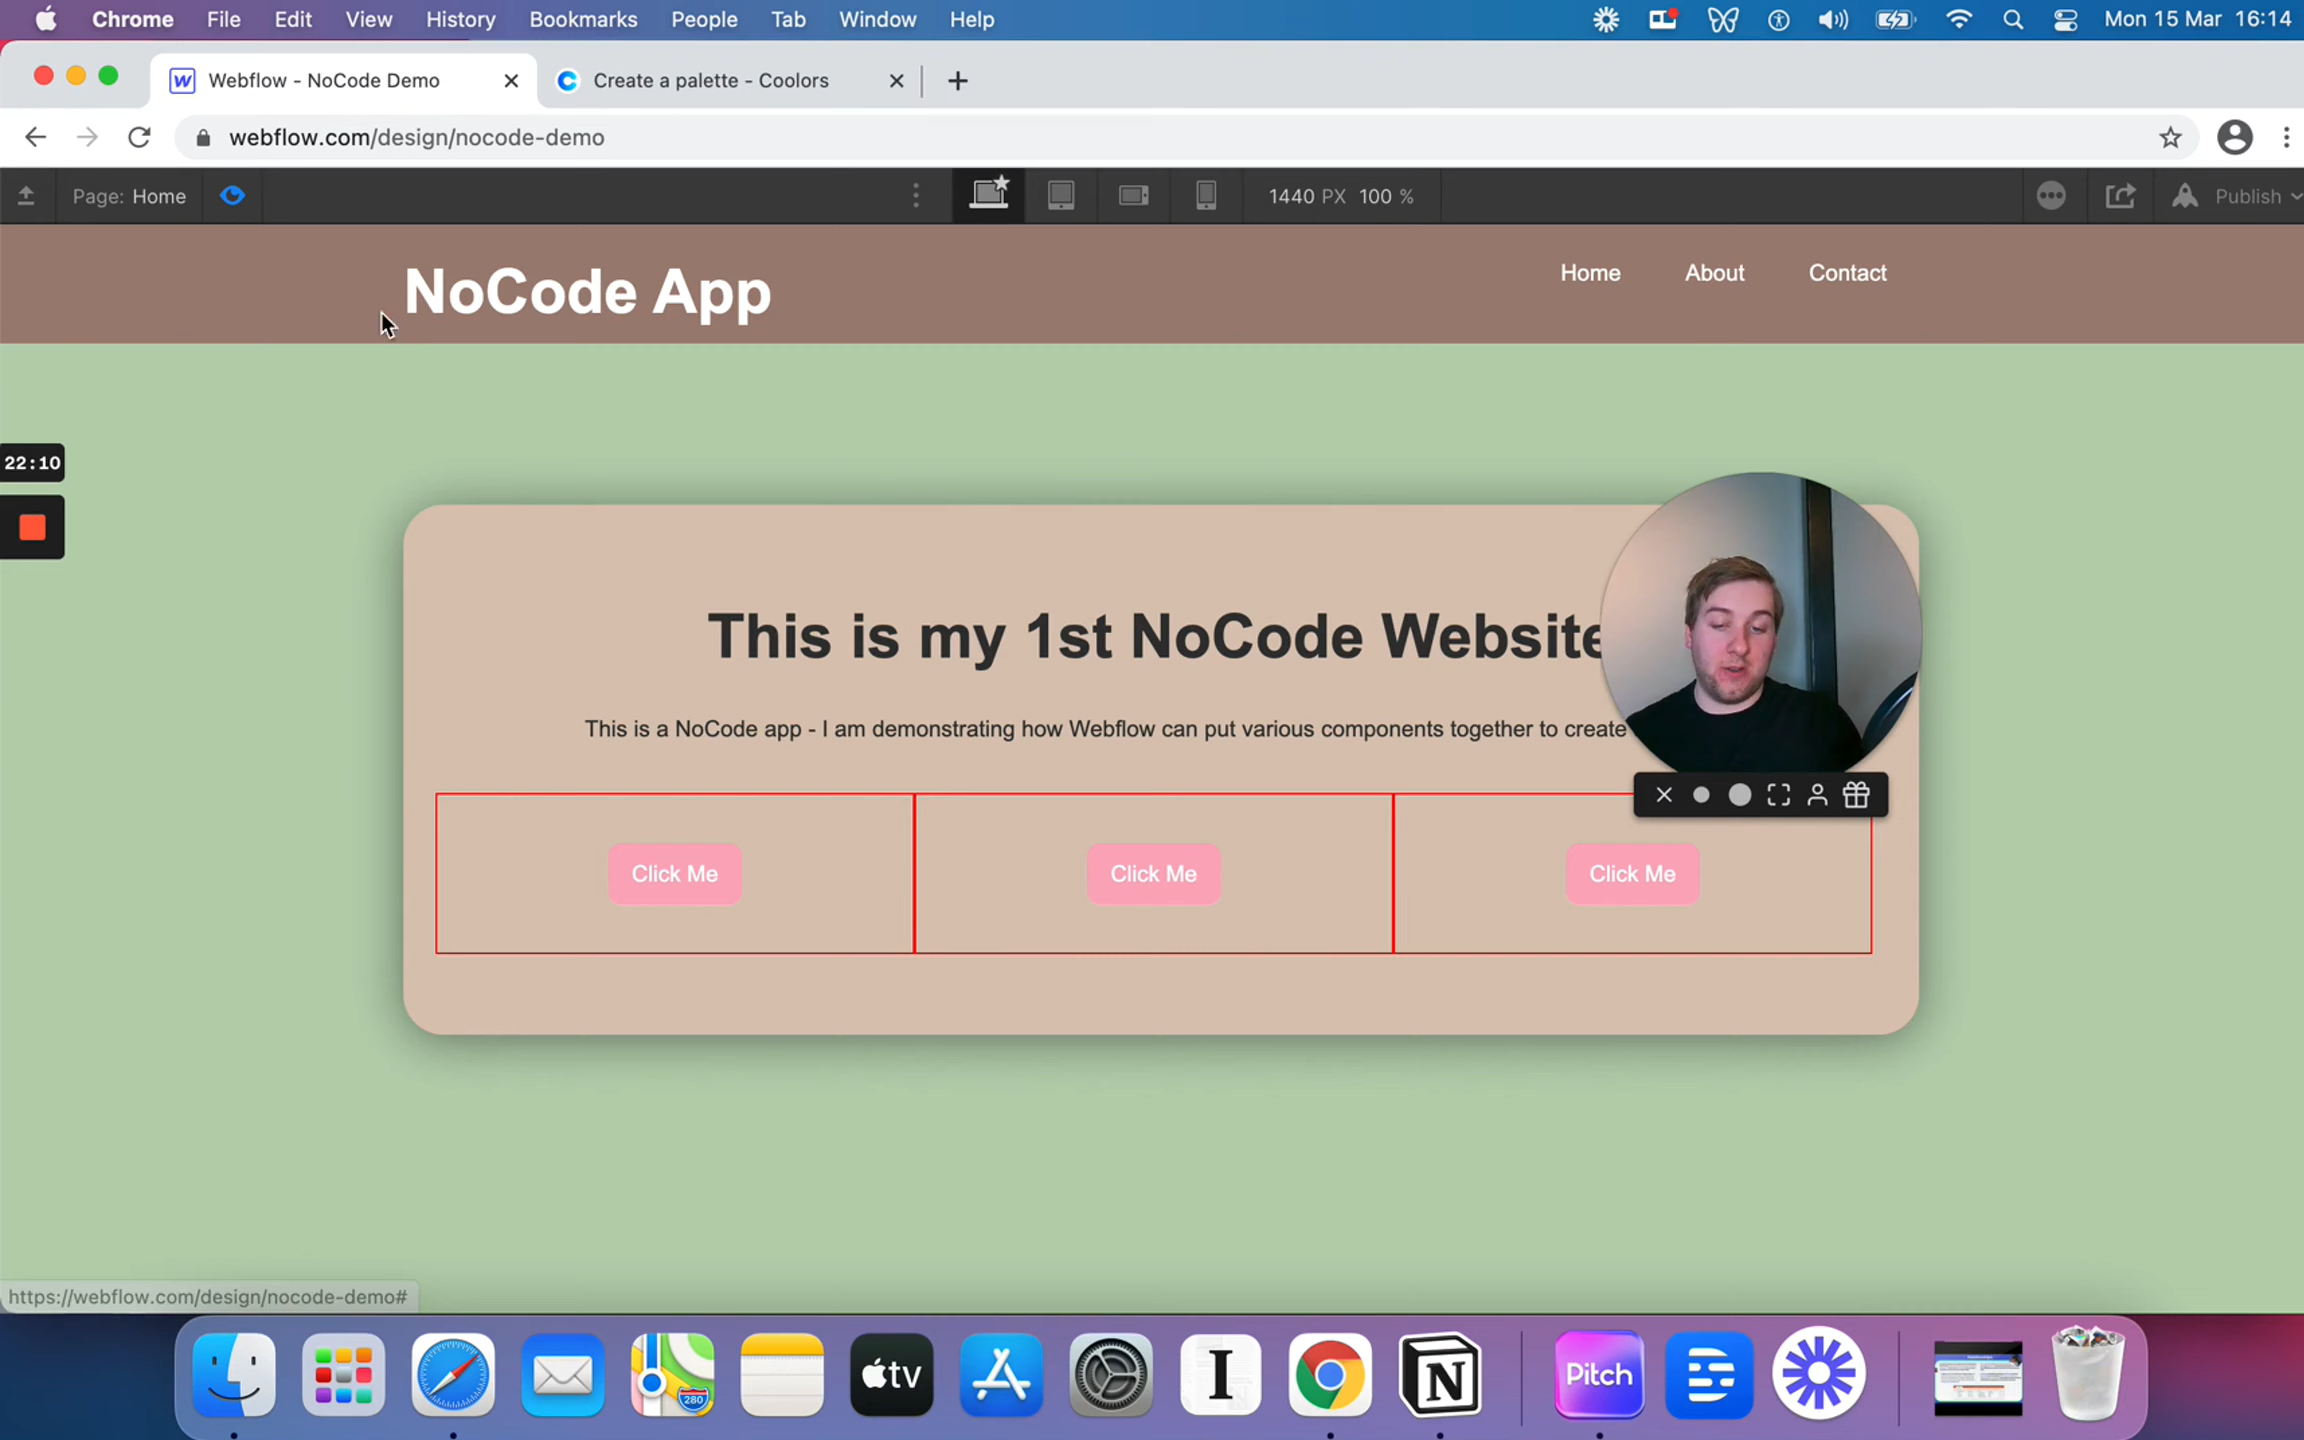 Chrome File Edit View History Bookmarks People Tab Window Help Mon 15 Mar 16:14
Webflow - NoCode Demo Create a palette - Coolors
webflow.com/design/nocode-demo
Page: Home 1440 PX 100 % Publish
NoCode App Home About Contact
22:10
This is my 1st NoCode Website
This is a NoCode app - I am demonstrating how Webflow can put various components together to create
Click Me Click Me Click Me
https://webflow.com/design/nocode-demo#
280
tv
I
N
Pitch